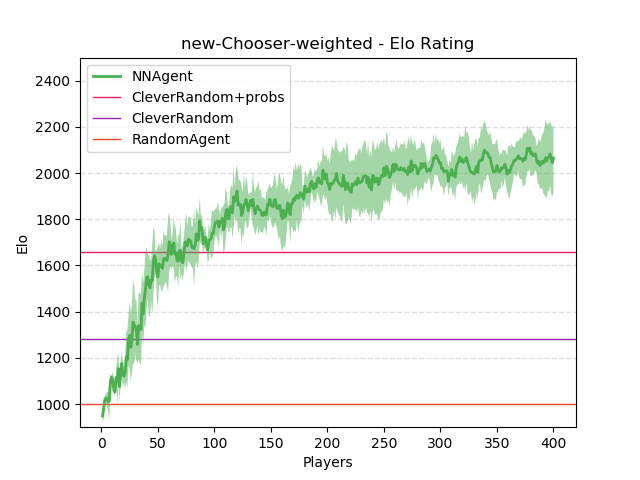 new-Chooser-weighted - Elo Rating
NNAgent
CleverRandom+probs
CleverRandom
RandomAgent
2400
2200
2000
1800
1600
1400
1200
1000
Elo
0 50 100 150 200 250 300 350 400
Players